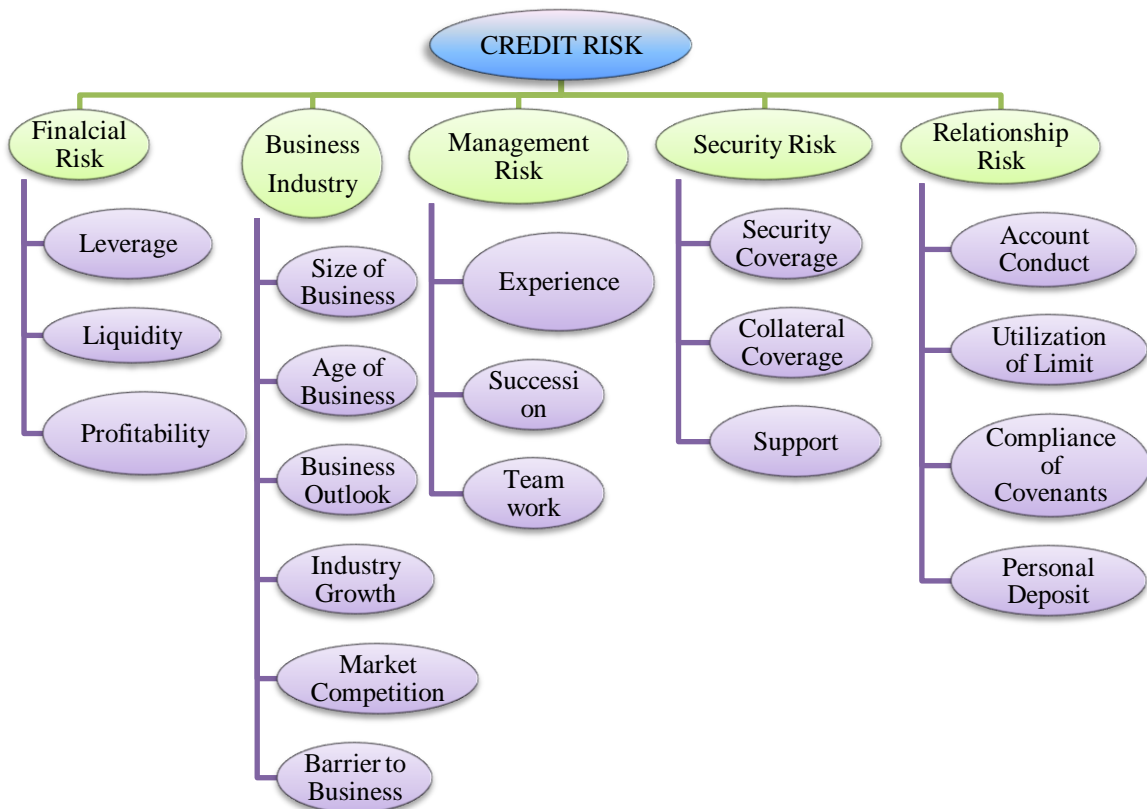 CREDIT RISK
Finalcial
Risk
Leverage
Liquidity
Profitability
Business
Industry
Size of
Business
Age of
Business
Business
Outlook
Industry
Growth
Market
Competition
Barrier to
Business
Management
Risk
Experience
Successi
on
Team
work
Security Risk
Security
Coverage
Collateral
Coverage
Support
Relationship
Risk
Account
Conduct
Utilization
of Limit
Compliance
of
Covenants
Personal
Deposit